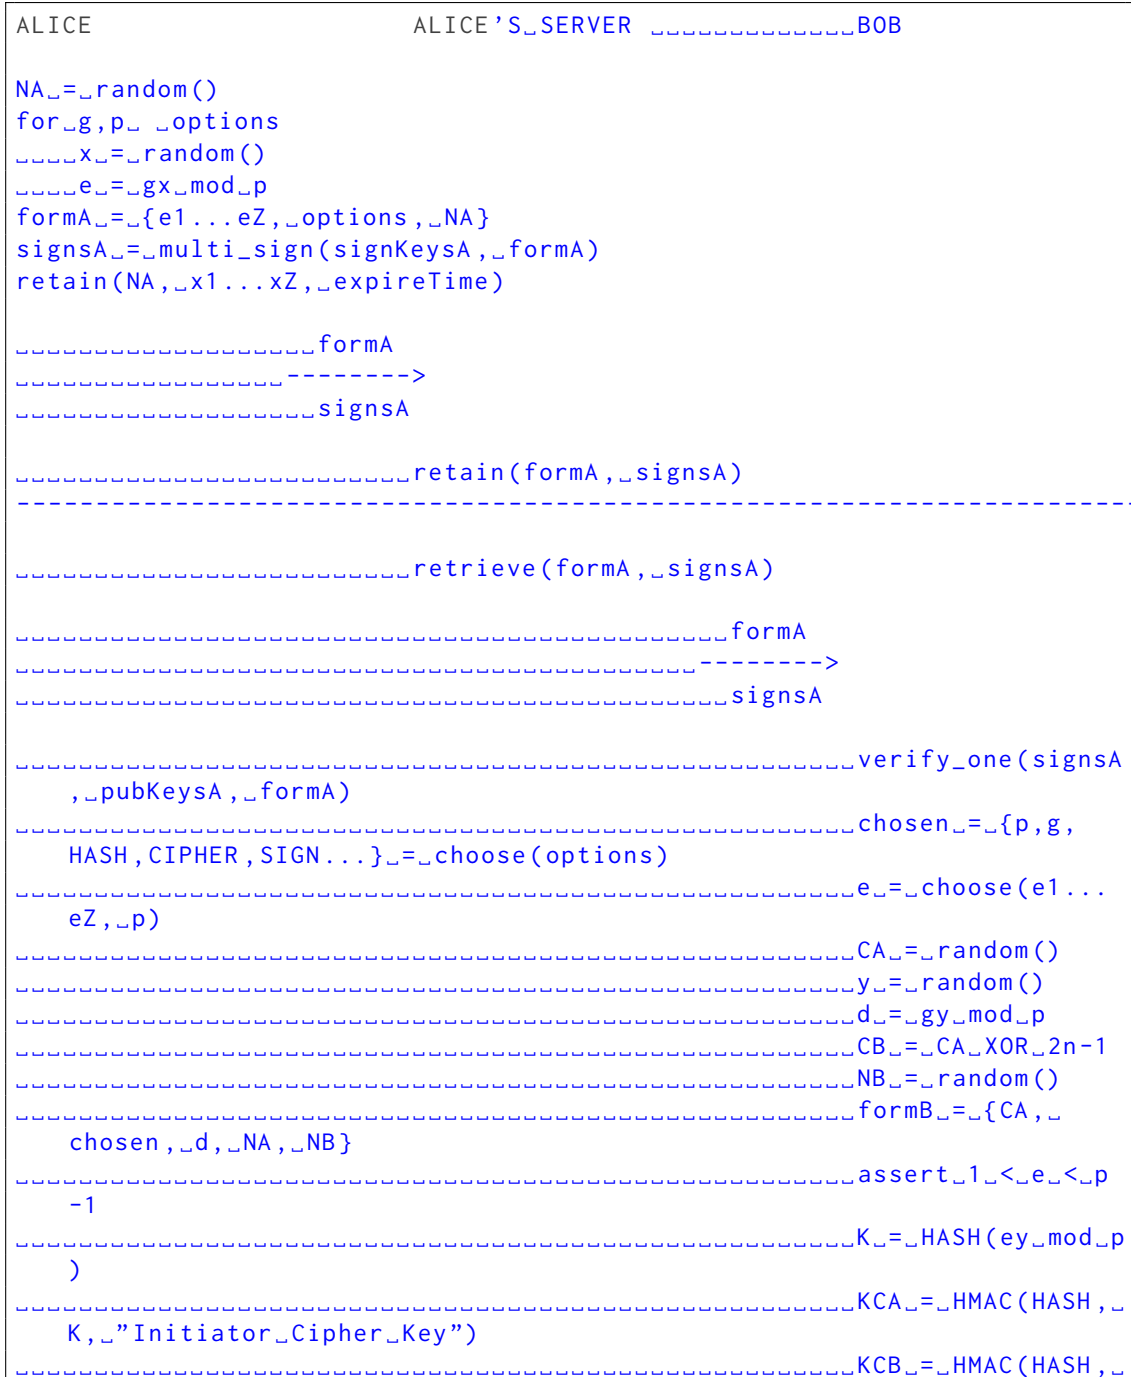 ALICE ALICE’S␣SERVER ␣␣␣␣␣␣␣␣␣␣␣␣␣BOB
NA␣=␣random()
for␣g,p␣ ␣options
␣␣␣␣x␣=␣random()
␣␣␣␣e␣=␣gx␣mod␣p
formA␣=␣{e1...eZ,␣options,␣NA}
signsA␣=␣multi_sign(signKeysA,␣formA)
retain(NA,␣x1...xZ,␣expireTime)
␣␣␣␣␣␣␣␣␣␣␣␣␣␣␣␣␣␣␣formA
␣␣␣␣␣␣␣␣␣␣␣␣␣␣␣␣␣-------->
␣␣␣␣␣␣␣␣␣␣␣␣␣␣␣␣␣␣␣signsA
␣␣␣␣␣␣␣␣␣␣␣␣␣␣␣␣␣␣␣␣␣␣␣␣␣retain(formA,␣signsA)
-----------------------------------------------------------------------
␣␣␣␣␣␣␣␣␣␣␣␣␣␣␣␣␣␣␣␣␣␣␣␣␣retrieve(formA,␣signsA)
␣␣␣␣␣␣␣␣␣␣␣␣␣␣␣␣␣␣␣␣␣␣␣␣␣␣␣␣␣␣␣␣␣␣␣␣␣␣␣␣␣␣␣␣␣formA
␣␣␣␣␣␣␣␣␣␣␣␣␣␣␣␣␣␣␣␣␣␣␣␣␣␣␣␣␣␣␣␣␣␣␣␣␣␣␣␣␣␣␣-------->
␣␣␣␣␣␣␣␣␣␣␣␣␣␣␣␣␣␣␣␣␣␣␣␣␣␣␣␣␣␣␣␣␣␣␣␣␣␣␣␣␣␣␣␣␣signsA
␣␣␣␣␣␣␣␣␣␣␣␣␣␣␣␣␣␣␣␣␣␣␣␣␣␣␣␣␣␣␣␣␣␣␣␣␣␣␣␣␣␣␣␣␣␣␣␣␣␣␣␣␣verify_one(signsA
,␣pubKeysA,␣formA)
␣␣␣␣␣␣␣␣␣␣␣␣␣␣␣␣␣␣␣␣␣␣␣␣␣␣␣␣␣␣␣␣␣␣␣␣␣␣␣␣␣␣␣␣␣␣␣␣␣␣␣␣␣chosen␣=␣{p,g,
HASH,CIPHER,SIGN...}␣=␣choose(options)
␣␣␣␣␣␣␣␣␣␣␣␣␣␣␣␣␣␣␣␣␣␣␣␣␣␣␣␣␣␣␣␣␣␣␣␣␣␣␣␣␣␣␣␣␣␣␣␣␣␣␣␣␣e␣=␣choose(e1...
eZ,␣p)
␣␣␣␣␣␣␣␣␣␣␣␣␣␣␣␣␣␣␣␣␣␣␣␣␣␣␣␣␣␣␣␣␣␣␣␣␣␣␣␣␣␣␣␣␣␣␣␣␣␣␣␣␣CA␣=␣random()
␣␣␣␣␣␣␣␣␣␣␣␣␣␣␣␣␣␣␣␣␣␣␣␣␣␣␣␣␣␣␣␣␣␣␣␣␣␣␣␣␣␣␣␣␣␣␣␣␣␣␣␣␣y␣=␣random()
␣␣␣␣␣␣␣␣␣␣␣␣␣␣␣␣␣␣␣␣␣␣␣␣␣␣␣␣␣␣␣␣␣␣␣␣␣␣␣␣␣␣␣␣␣␣␣␣␣␣␣␣␣d␣=␣gy␣mod␣p
␣␣␣␣␣␣␣␣␣␣␣␣␣␣␣␣␣␣␣␣␣␣␣␣␣␣␣␣␣␣␣␣␣␣␣␣␣␣␣␣␣␣␣␣␣␣␣␣␣␣␣␣␣CB␣=␣CA␣XOR␣2n-1
␣␣␣␣␣␣␣␣␣␣␣␣␣␣␣␣␣␣␣␣␣␣␣␣␣␣␣␣␣␣␣␣␣␣␣␣␣␣␣␣␣␣␣␣␣␣␣␣␣␣␣␣␣NB␣=␣random()
␣␣␣␣␣␣␣␣␣␣␣␣␣␣␣␣␣␣␣␣␣␣␣␣␣␣␣␣␣␣␣␣␣␣␣␣␣␣␣␣␣␣␣␣␣␣␣␣␣␣␣␣␣formB␣=␣{CA,␣
chosen,␣d,␣NA,␣NB}
␣␣␣␣␣␣␣␣␣␣␣␣␣␣␣␣␣␣␣␣␣␣␣␣␣␣␣␣␣␣␣␣␣␣␣␣␣␣␣␣␣␣␣␣␣␣␣␣␣␣␣␣␣assert␣1␣<␣e␣<␣p
-1
␣␣␣␣␣␣␣␣␣␣␣␣␣␣␣␣␣␣␣␣␣␣␣␣␣␣␣␣␣␣␣␣␣␣␣␣␣␣␣␣␣␣␣␣␣␣␣␣␣␣␣␣␣K␣=␣HASH(ey␣mod␣p
)
␣␣␣␣␣␣␣␣␣␣␣␣␣␣␣␣␣␣␣␣␣␣␣␣␣␣␣␣␣␣␣␣␣␣␣␣␣␣␣␣␣␣␣␣␣␣␣␣␣␣␣␣␣KCA␣=␣HMAC(HASH,␣
K,␣”Initiator␣Cipher␣Key”)
␣␣␣␣␣␣␣␣␣␣␣␣␣␣␣␣␣␣␣␣␣␣␣␣␣␣␣␣␣␣␣␣␣␣␣␣␣␣␣␣␣␣␣␣␣␣␣␣␣␣␣␣␣KCB␣=␣HMAC(HASH,␣